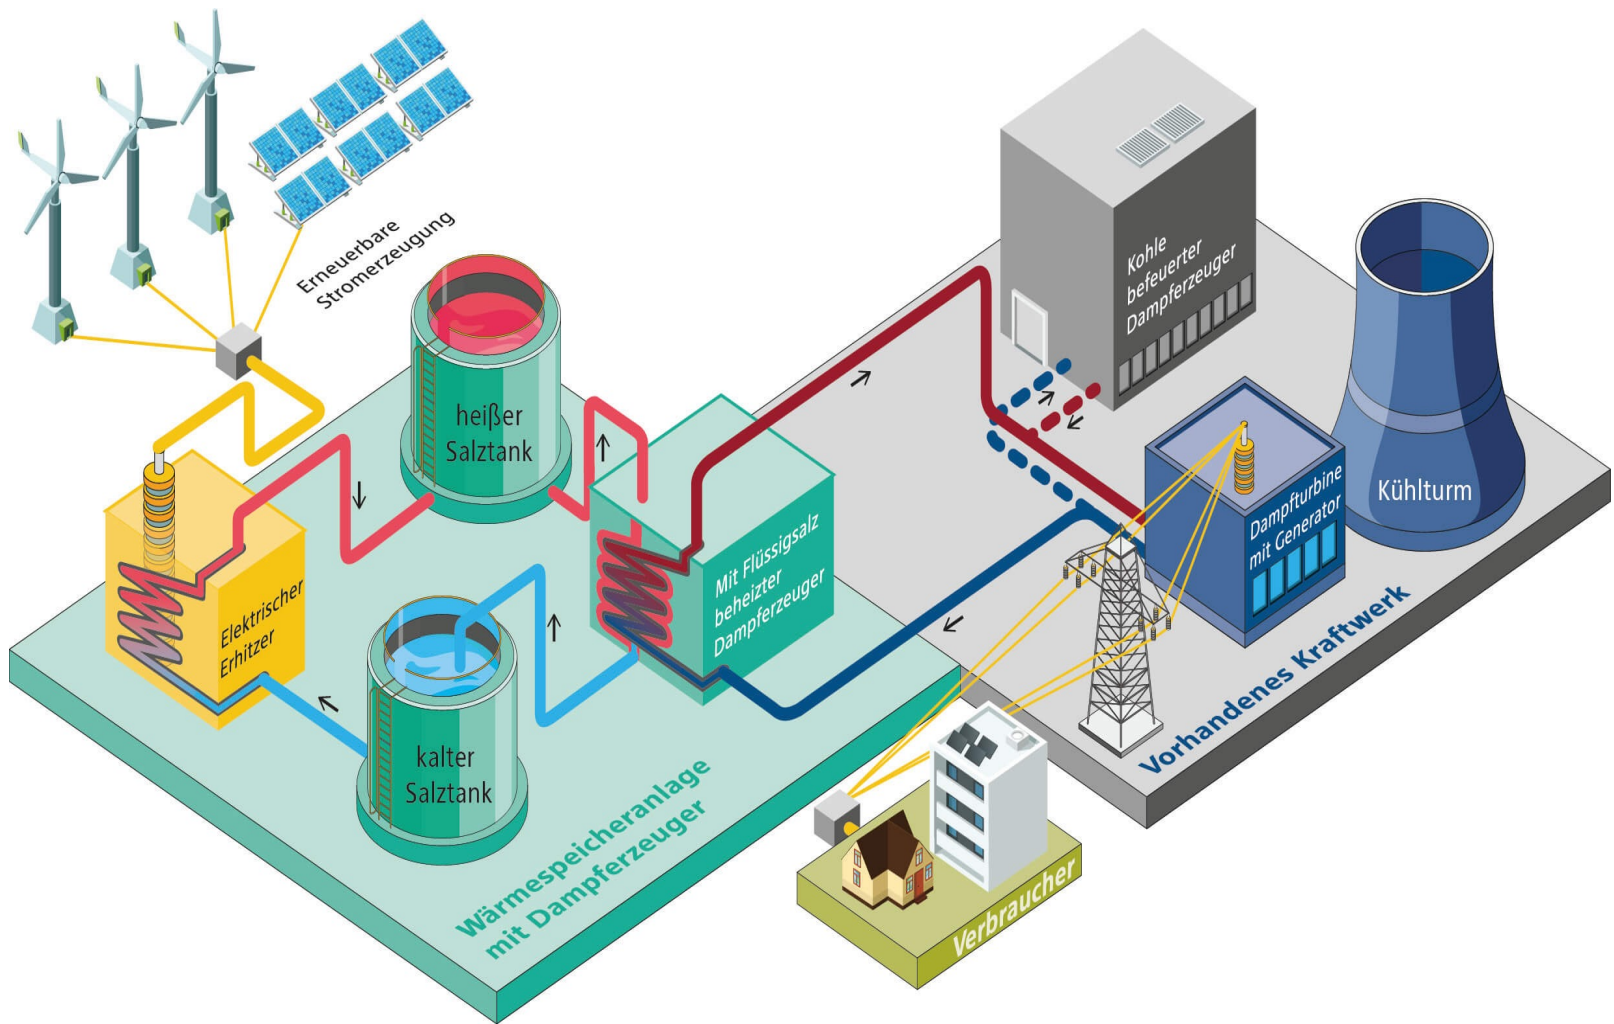 Erneuerbare
Stromerzeugung
Kohle
befeuerter
Dampferzeuger
heißer
Salztank
Kühlturm
Dampfturbine
mit Generator
Mit Flüssigsalz
beheizter
Dampferzeuger
Elektrischer
Erhitzer
kalter
Salztank
Vorhandenes Kraftwerk
Wärmespeicheranlage
mit Dampferzeuger
Verbraucher